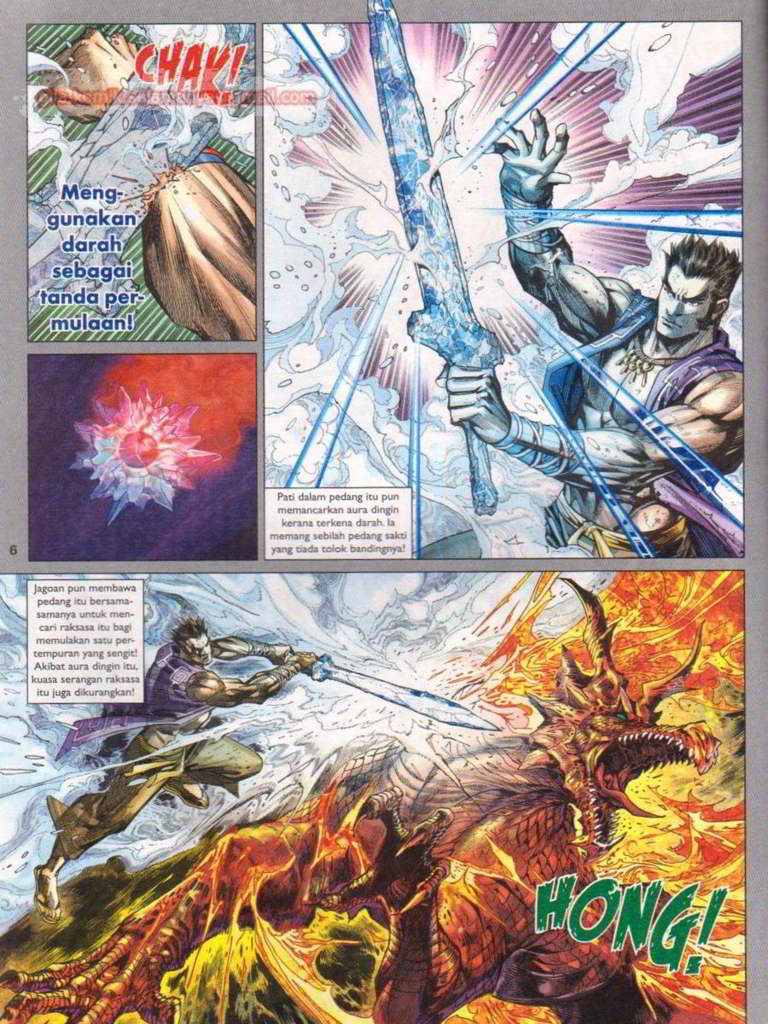 CHAK!
Meng-
gunakan
darah
sebagai
tanda per-
mulaan!
Pati dalam pedang itu pun
memancarkan aura dingin
kerana terkena darah. Ia
memang sebilah pedang sakti
yang tiada tolok bandingnya!
6
Jagoan pun membawa
pedang itu bersama-
samanya untuk men-
cari raksasa itu bagi
memulakan satu per-
tempuran yang sengit!
Akibat aura dingin itu,
kuasa serangan raksasa
itu juga dikurangkan!
HONG!